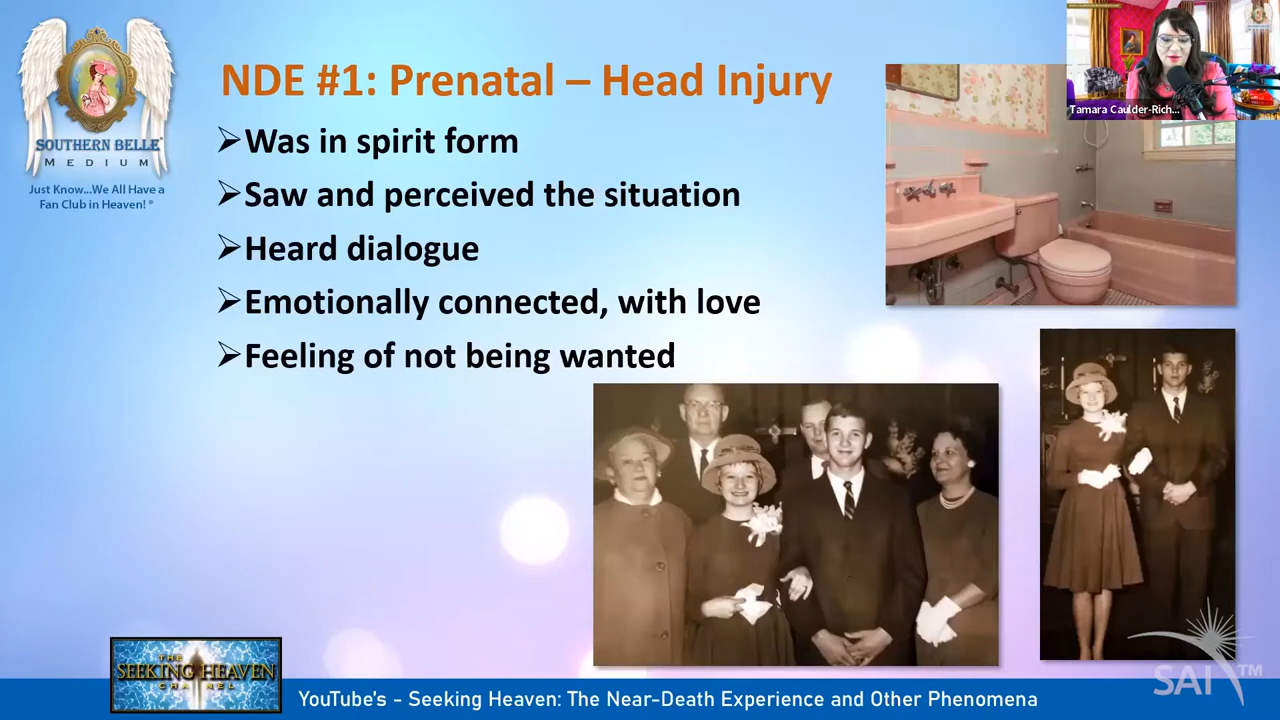 SOUTHERN BELLE®
MEDIUM
Just Know...We All Have a
Fan Club in Heaven! ®
NDE #1: Prenatal – Head Injury
➢Was in spirit form
➢Saw and perceived the situation
➢Heard dialogue
➢Emotionally connected, with love
➢Feeling of not being wanted
Tamara Caulder-Rich...
THE
SEEKING HEAVEN
CHANNEL
YouTube's - Seeking Heaven: The Near-Death Experience and Other Phenomena
SAI™